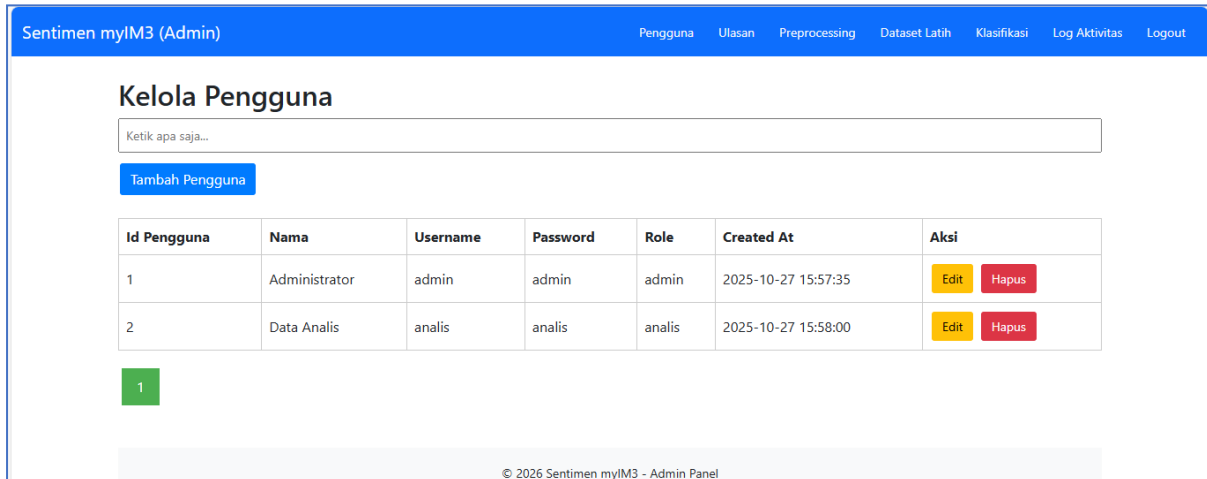 Sentimen myIM3 (Admin) Pengguna Ulasan Preprocessing Dataset Latih Klasifikasi Log Aktivitas Logout
Kelola Pengguna
Ketik apa saja...
Tambah Pengguna
Id Pengguna Nama Username Password Role Created At Aksi
1 Administrator admin admin admin 2025-10-27 15:57:35 Edit Hapus
2 Data Analis analis analis analis 2025-10-27 15:58:00 Edit Hapus
1
© 2026 Sentimen myIM3 - Admin Panel